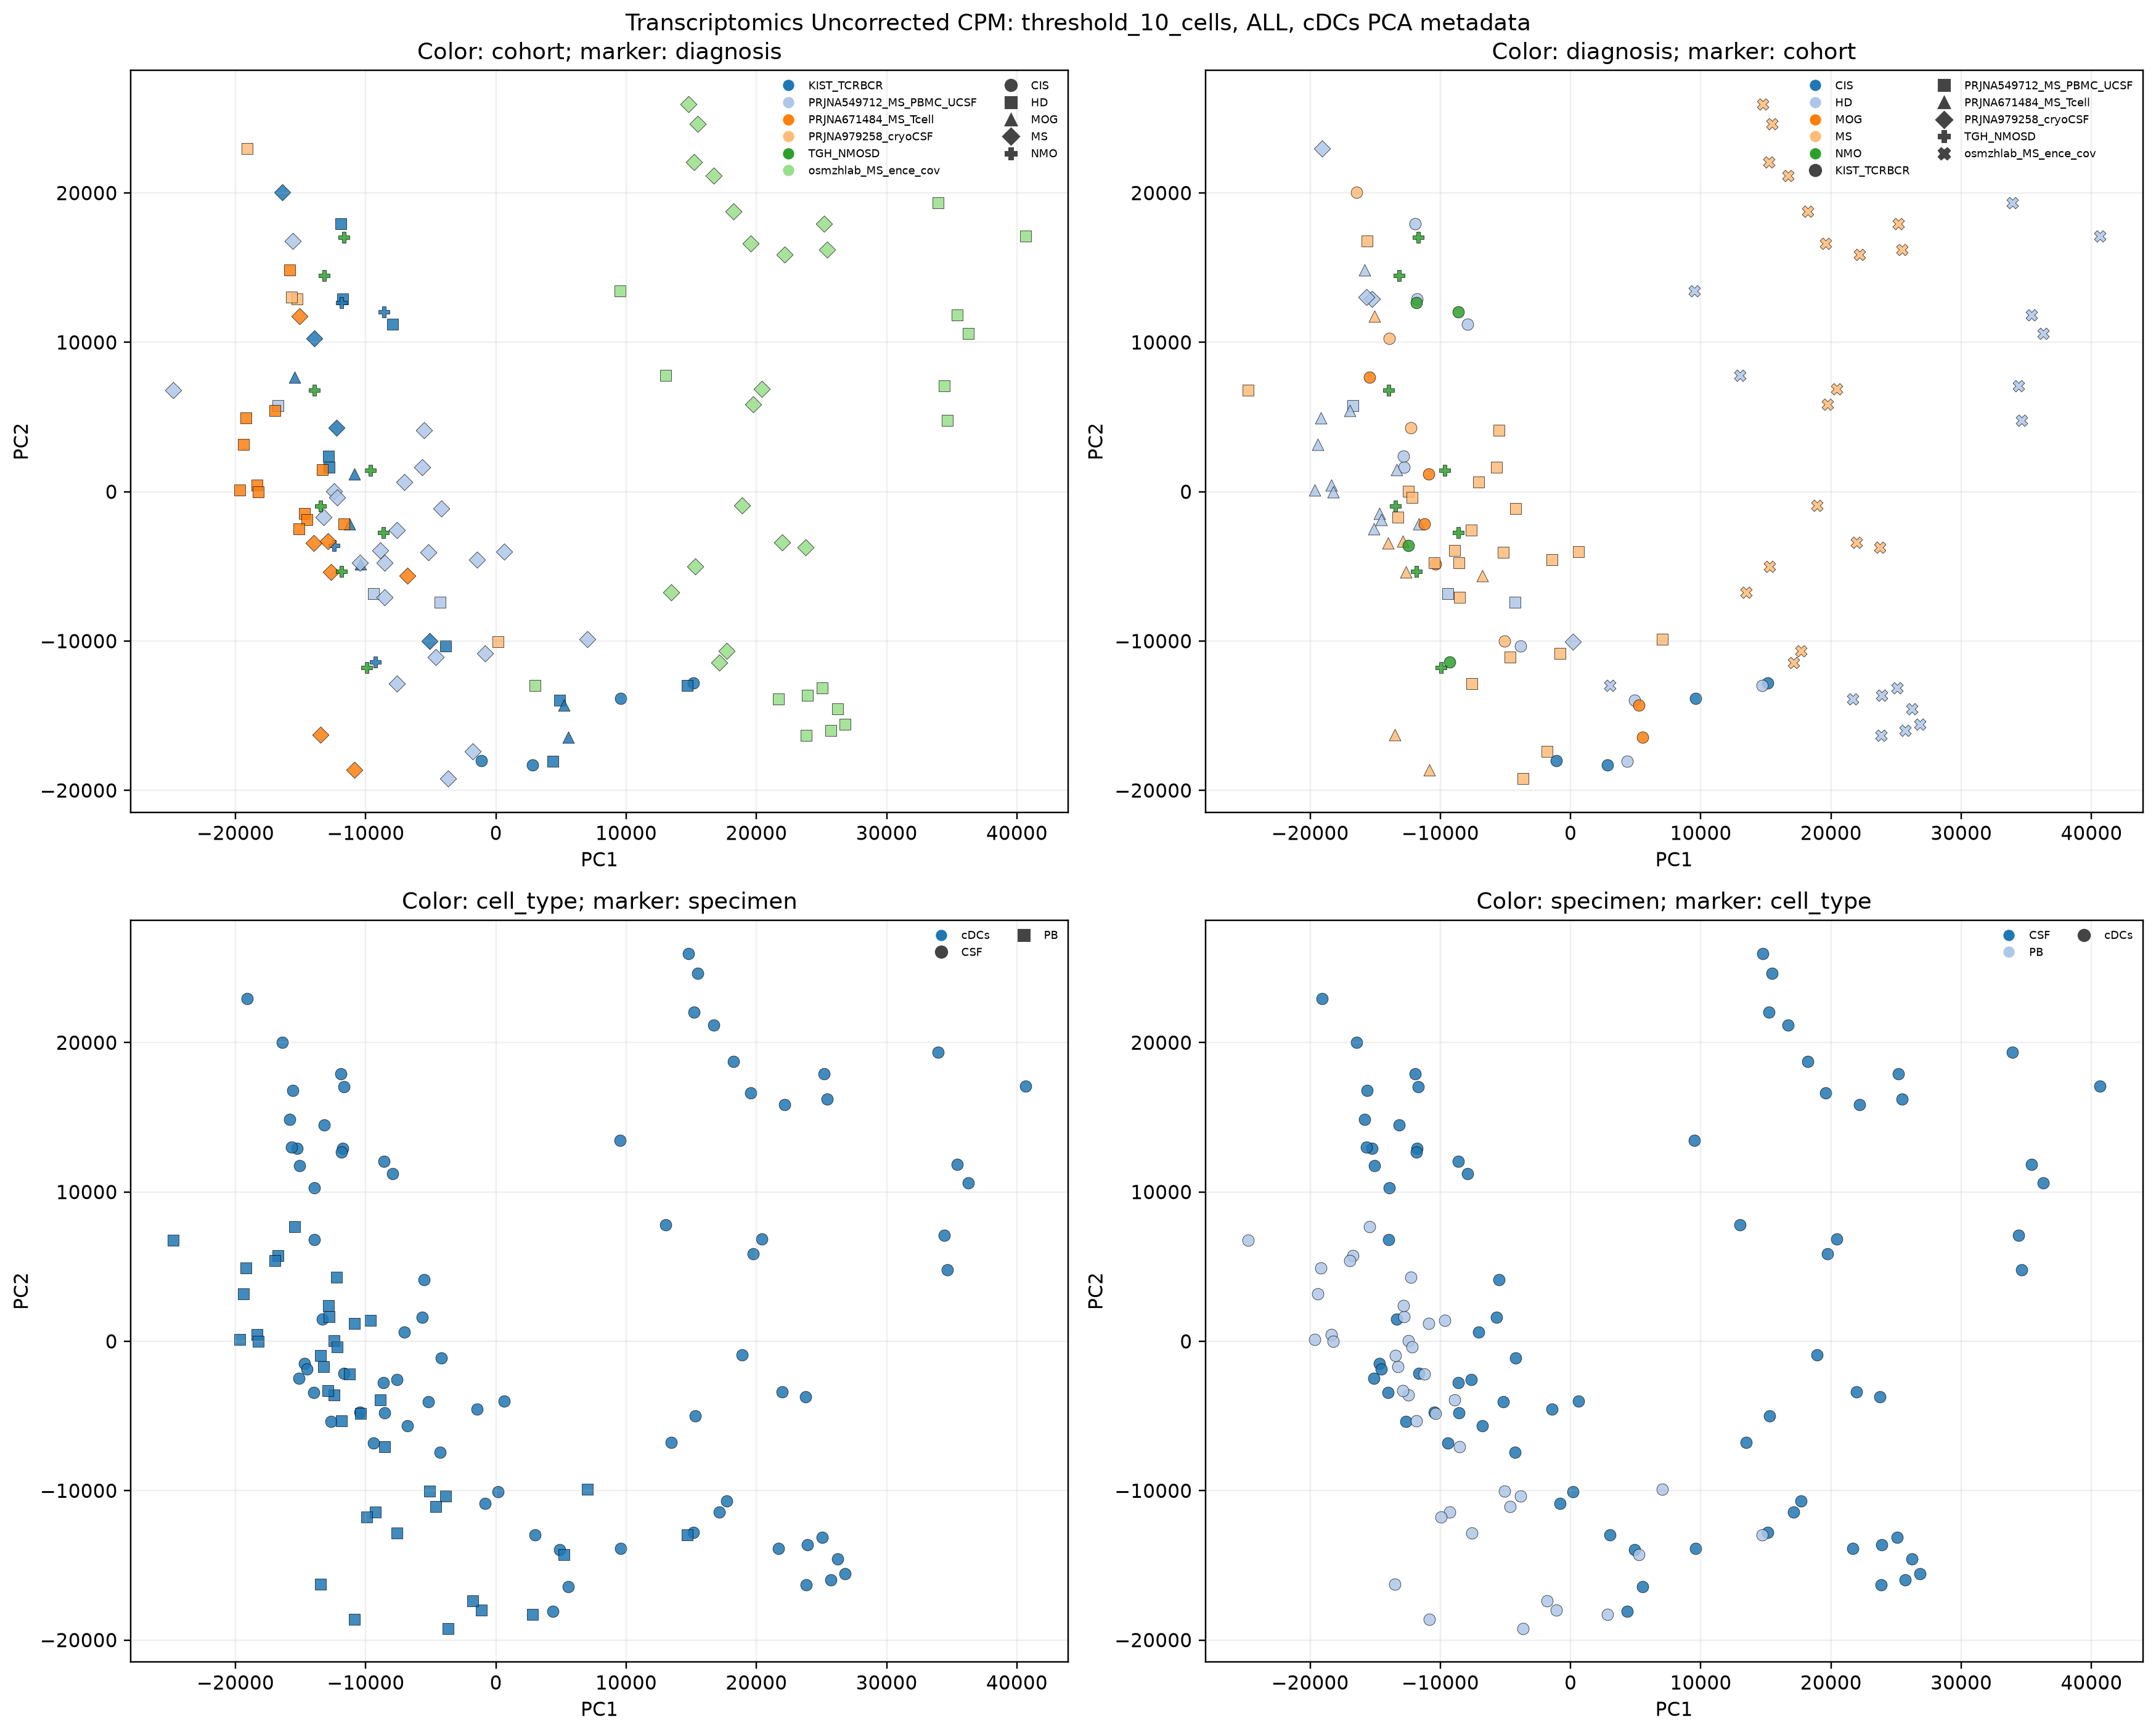 Transcriptomics Uncorrected CPM: threshold_10_cells, ALL, cDCs PCA metadata
Color: cohort; marker: diagnosis
KIST_TCRBCR
PRJNA549712_MS_PBMC_UCSF
PRJNA671484_MS_Tcell
PRJNA979258_cryoCSF
TGH_NMOSD
osmzhlab_MS_ence_cov
CIS
HD
MOG
MS
NMO
PC2
20000
10000
0
−10000
−20000
−20000
−10000
0
10000
20000
30000
40000
PC1
Color: diagnosis; marker: cohort
CIS
HD
MOG
MS
NMO
KIST_TCRBCR
PRJNA549712_MS_PBMC_UCSF
PRJNA671484_MS_Tcell
PRJNA979258_cryoCSF
TGH_NMOSD
osmzhlab_MS_ence_cov
PC2
20000
10000
0
−10000
−20000
−20000
−10000
0
10000
20000
30000
40000
PC1
Color: cell_type; marker: specimen
cDCs
CSF
PB
PC2
20000
10000
0
−10000
−20000
−20000
−10000
0
10000
20000
30000
40000
PC1
Color: specimen; marker: cell_type
CSF
PB
cDCs
PC2
20000
10000
0
−10000
−20000
−20000
−10000
0
10000
20000
30000
40000
PC1